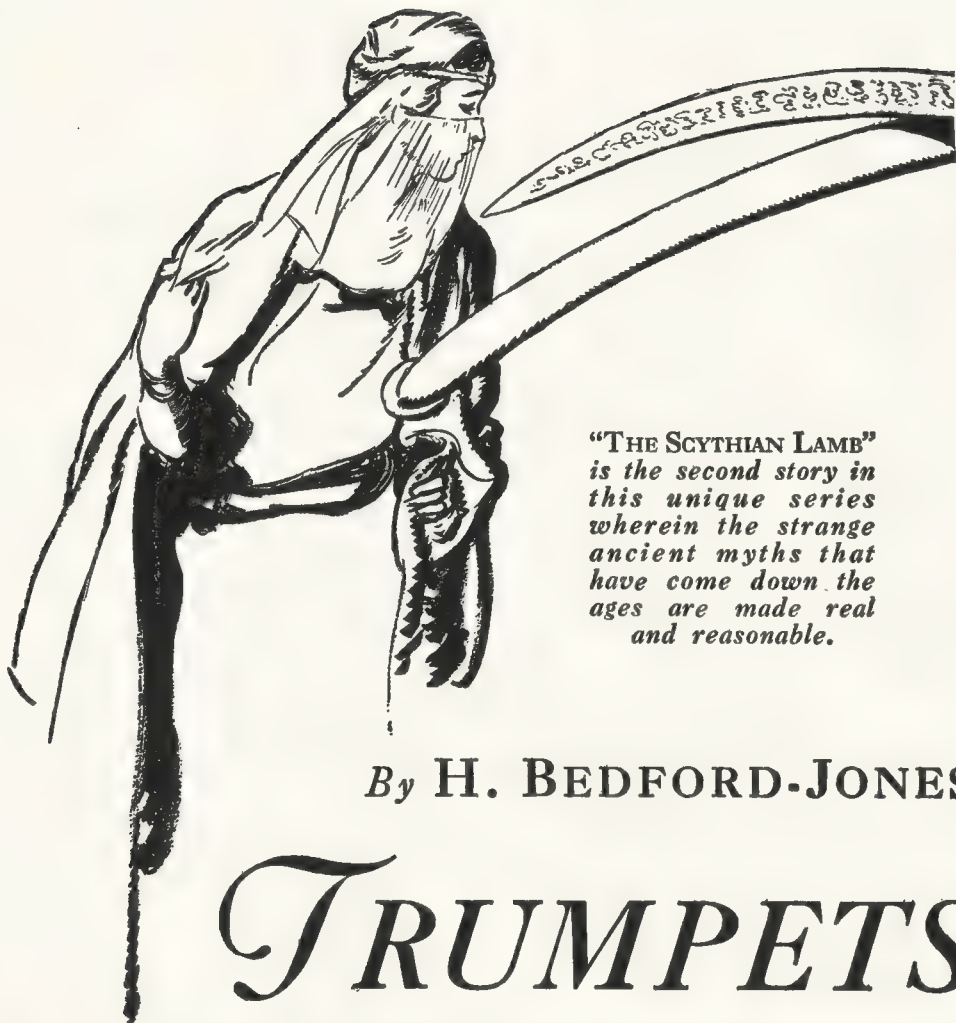 “THE SCYTHIAN LAMB”
is the second story in
this unique series
wherein the strange
ancient myths that
have come down the
ages are made real
and reasonable.
By H. BEDFORD-JONES
TRUMPETS